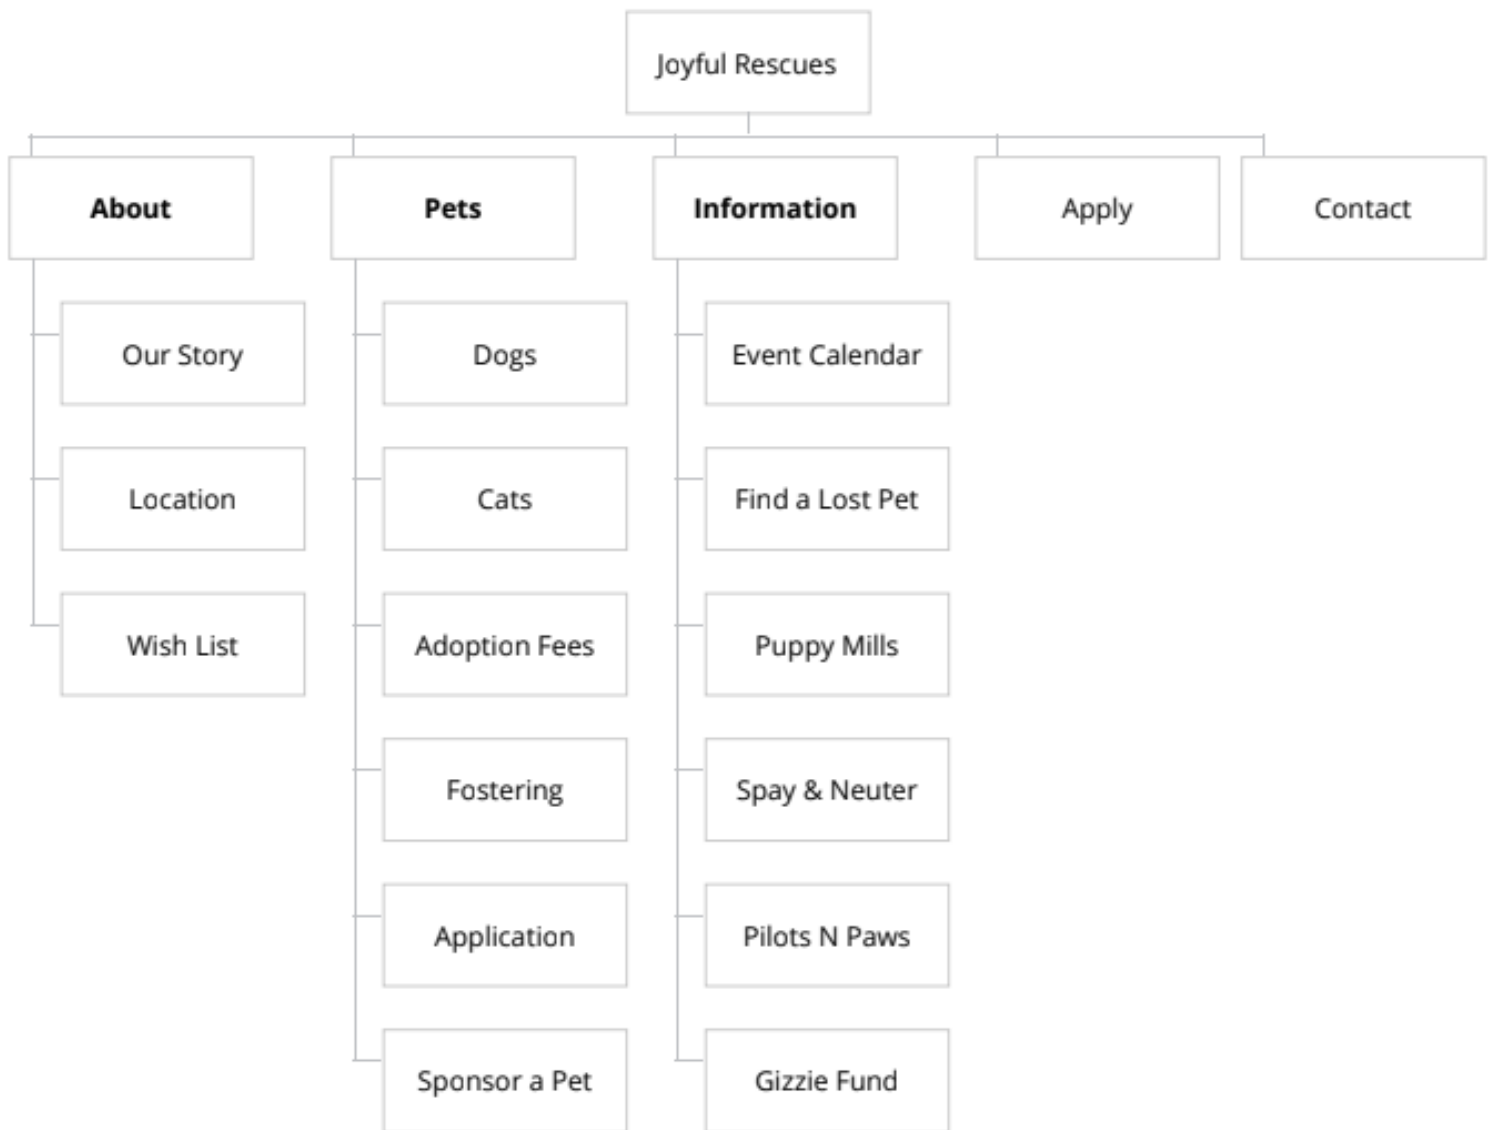 Joyful Rescues
About
Pets
Information
Apply
Contact
Our Story
Dogs
Event Calendar
Location
Cats
Find a Lost Pet
Wish List
Adoption Fees
Puppy Mills
Fostering
Spay & Neuter
Application
Pilots N Paws
Sponsor a Pet
Gizzie Fund